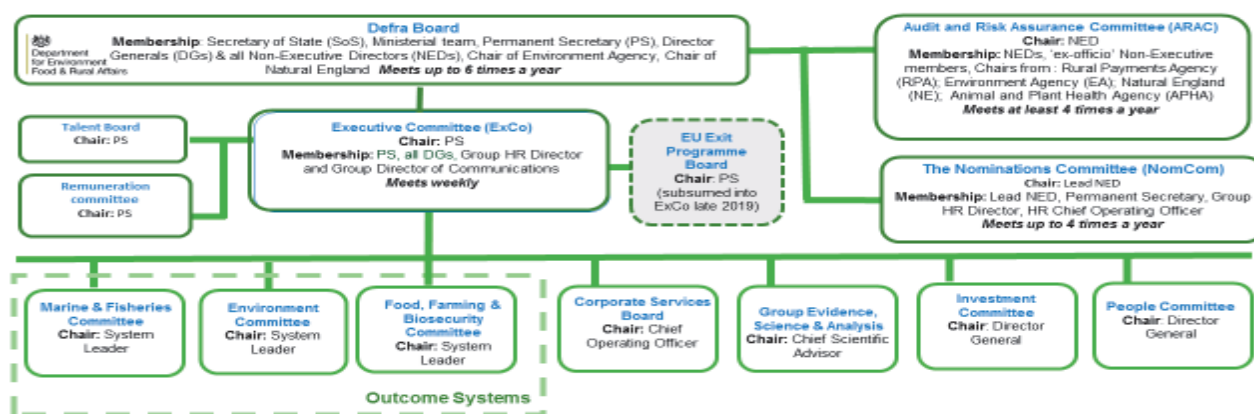 Defra Board
Membership: Secretary of State (SoS), Ministerial team, Permanent Secretary (PS), Director
Generals (DGs) & all Non-Executive Directors (NEDs), Chair of Environment Agency, Chair of
Natural England Meets up to 6 times a year
Department
for Environment
Food & Rural Affairs
Audit and Risk Assurance Committee (ARAC)
Chair: NED
Membership: NEDs, 'ex-officio' Non-Executive
members, Chairs from : Rural Payments Agency
(RPA); Environment Agency (EA); Natural England
(NE); Animal and Plant Health Agency (APHA)
Meets at least 4 times a year
Talent Board
Chair: PS
Remuneration
committee
Chair: PS
Executive Committee (ExCo)
Chair: PS
Membership: PS, all DGs, Group HR Director
and Group Director of Communications
Meets weekly
EU Exit
Programme
Board
Chair: PS
(subsumed into
ExCo late 2019)
The Nominations Committee (NomCom)
Chair: Lead NED
Membership: Lead NED, Permanent Secretary, Group
HR Director, HR Chief Operating Officer
Meets up to 4 times a year
Marine & Fisheries
Committee
Chair: System
Leader
Environment
Committee
Chair: System
Leader
Food, Farming &
Biosecurity
Committee
Chair: System
Leader
Outcome Systems
Corporate Services
Board
Chair: Chief
Operating Officer
Group Evidence,
Science & Analysis
Chair: Chief Scientific
Advisor
Investment
Committee
Chair: Director
General
People Committee
Chair: Director
General